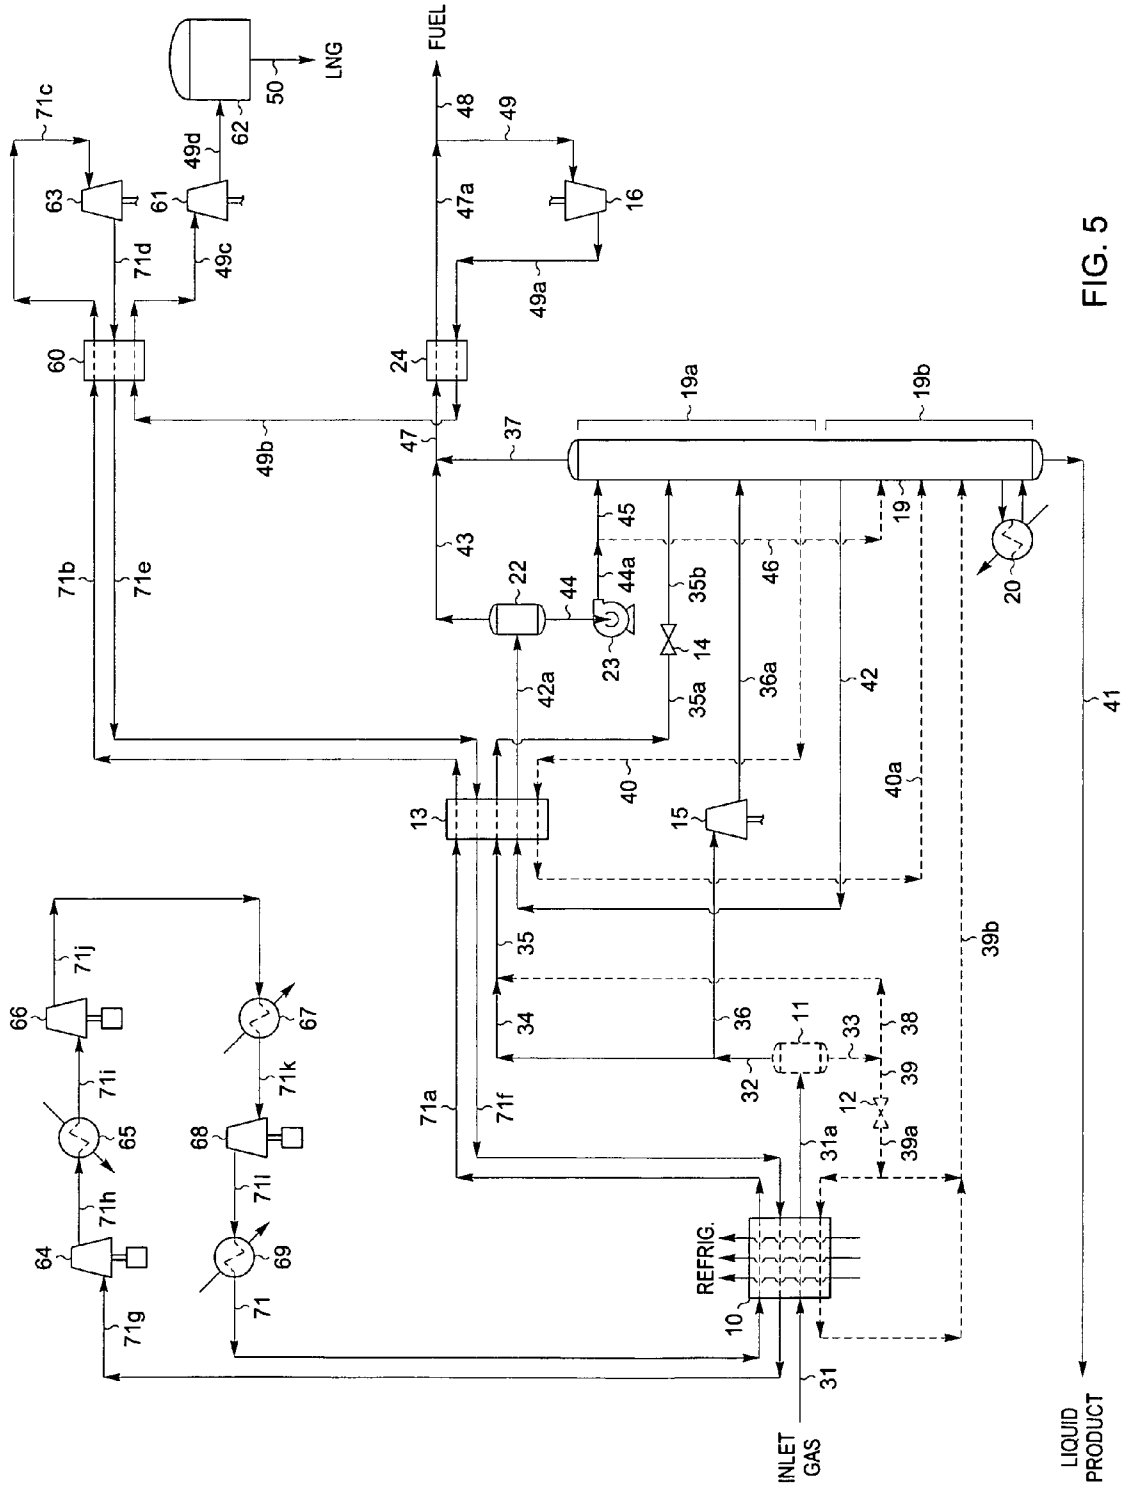 71c
63
71d
61
49d
62
50
LNG
49c
60
FUEL
48
49
47a
16
49a
24
47
49b
37
19a
19b
71b
71e
43
22
44
45
44a
23
46
35b
14
35a
42a
19
20
36a
42
41
13
40
15
40a
66
71j
67
71i
65
71k
68
71h
64
71l
69
71g
71
71a
71f
35
34
36
11
32
33
38
39
12
39a
39b
31a
REFRIG.
10
31
INLET
GAS
LIQUID
PRODUCT
FIG. 5